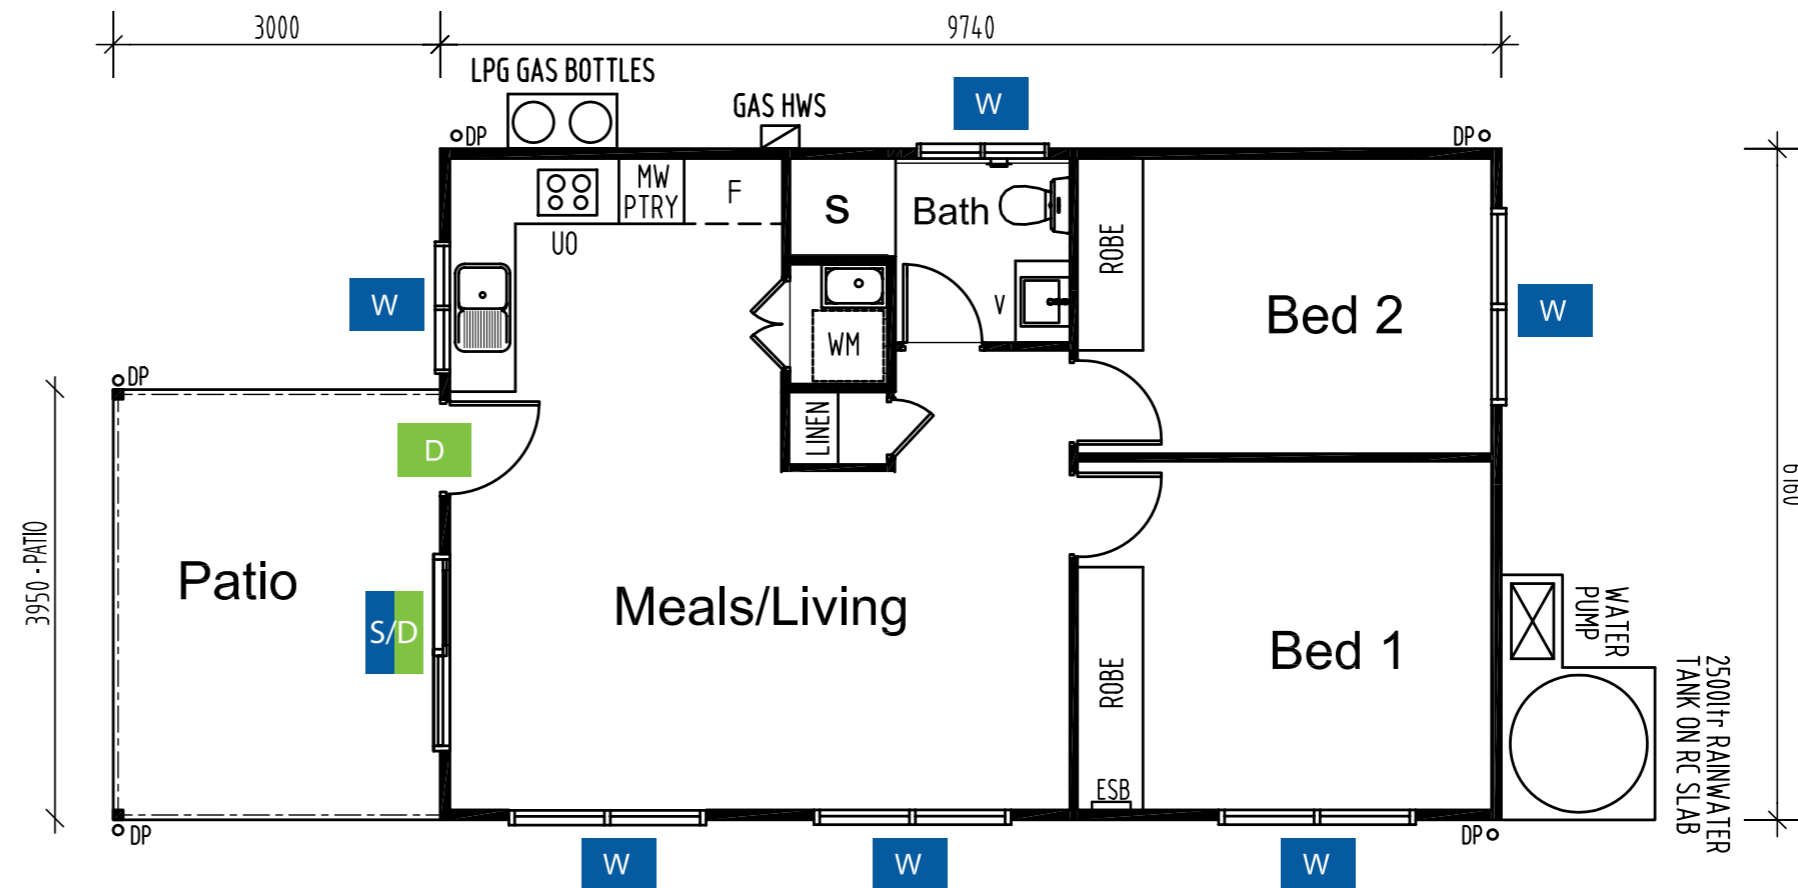 3000
9740
LPG GAS BOTTLES
GAS HWS
W
DP
DP
MW
PTRY
F
S
Bath
ROBE
UO
W
WM
V
Bed 2
W
DP
LINEN
D
3950 - PATIO
Patio
S/D
Meals/Living
Bed 1
ROBE
ESB
WATER
PUMP
2500ltr RAINWATER
TANK ON RC SLAB
DP
DP
W
W
W